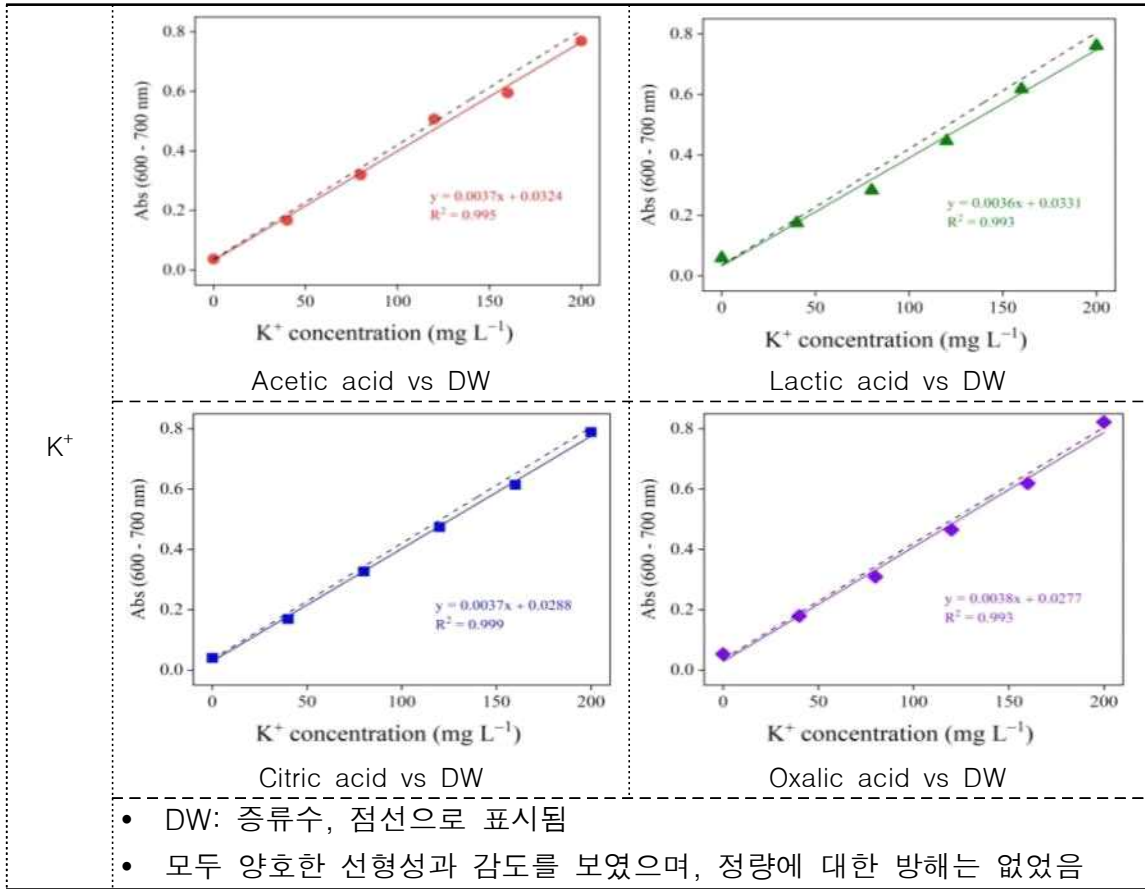 K⁺
0.8
0.6
0.4
0.2
0.0
Abs (600 - 700 nm)
y = 0.0037x + 0.0324
R² = 0.995
0 50 100 150 200
K⁺ concentration (mg L⁻¹)
Acetic acid vs DW
0.8
0.6
0.4
0.2
0.0
Abs (600 - 700 nm)
y = 0.0036x + 0.0331
R² = 0.993
0 50 100 150 200
K⁺ concentration (mg L⁻¹)
Lactic acid vs DW
0.8
0.6
0.4
0.2
0.0
Abs (600 - 700 nm)
y = 0.0037x + 0.0288
R² = 0.999
0 50 100 150 200
K⁺ concentration (mg L⁻¹)
Citric acid vs DW
0.8
0.6
0.4
0.2
0.0
Abs (600 - 700 nm)
y = 0.0038x + 0.0277
R² = 0.993
0 50 100 150 200
K⁺ concentration (mg L⁻¹)
Oxalic acid vs DW
• DW: 증류수, 점선으로 표시됨
• 모두 양호한 선형성과 감도를 보였으며, 정량에 대한 방해는 없었음